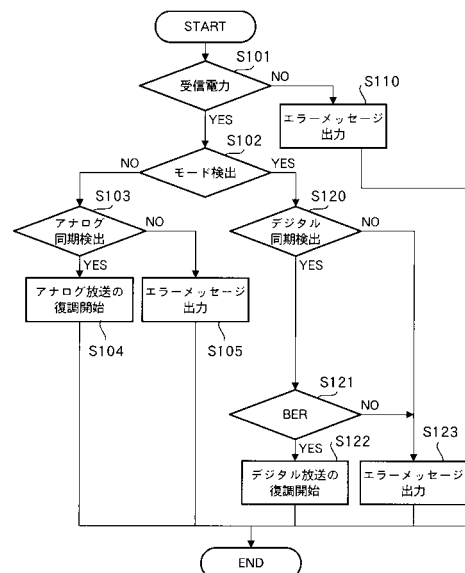 START
S101
受信電力
NO
S110
YES
エラーメッセージ
出力
S102
NO
モード検出
YES
S103
S120
アナログ
同期検出
NO
デジタル
同期検出
NO
YES
YES
アナログ放送の
復調開始
エラーメッセージ
出力
S104
S105
S121
BER
NO
YES
S122
S123
デジタル放送の
復調開始
エラーメッセージ
出力
END